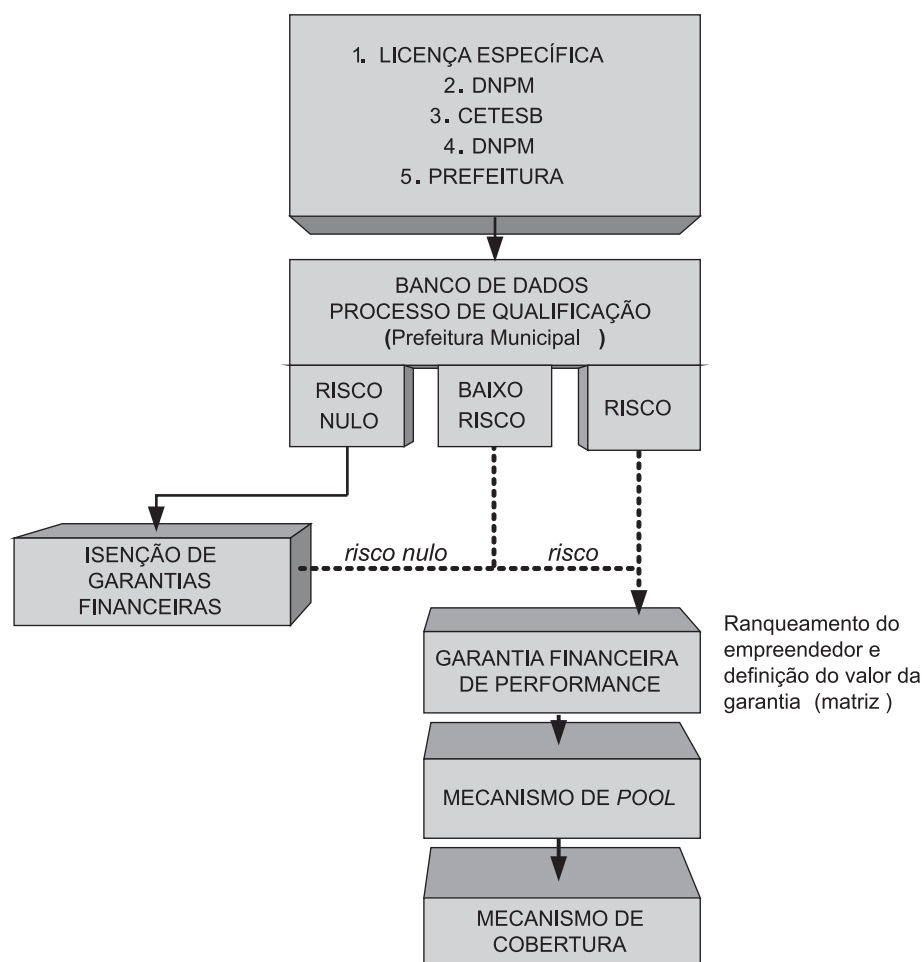 1. LICENÇA ESPECÍFICA
2. DNPM
3. CETESB
4. DNPM
5. PREFEITURA
BANCO DE DADOS
PROCESSO DE QUALIFICAÇÃO
(Prefeitura Municipal )
RISCO
NULO
BAIXO
RISCO
RISCO
ISENÇÃO DE
GARANTIAS
FINANCEIRAS
risco nulo
risco
GARANTIA FINANCEIRA
DE PERFORMANCE
Ranqueamento do
empreendedor e
definição do valor da
garantia (matriz )
MECANISMO DE POOL
MECANISMO DE
COBERTURA